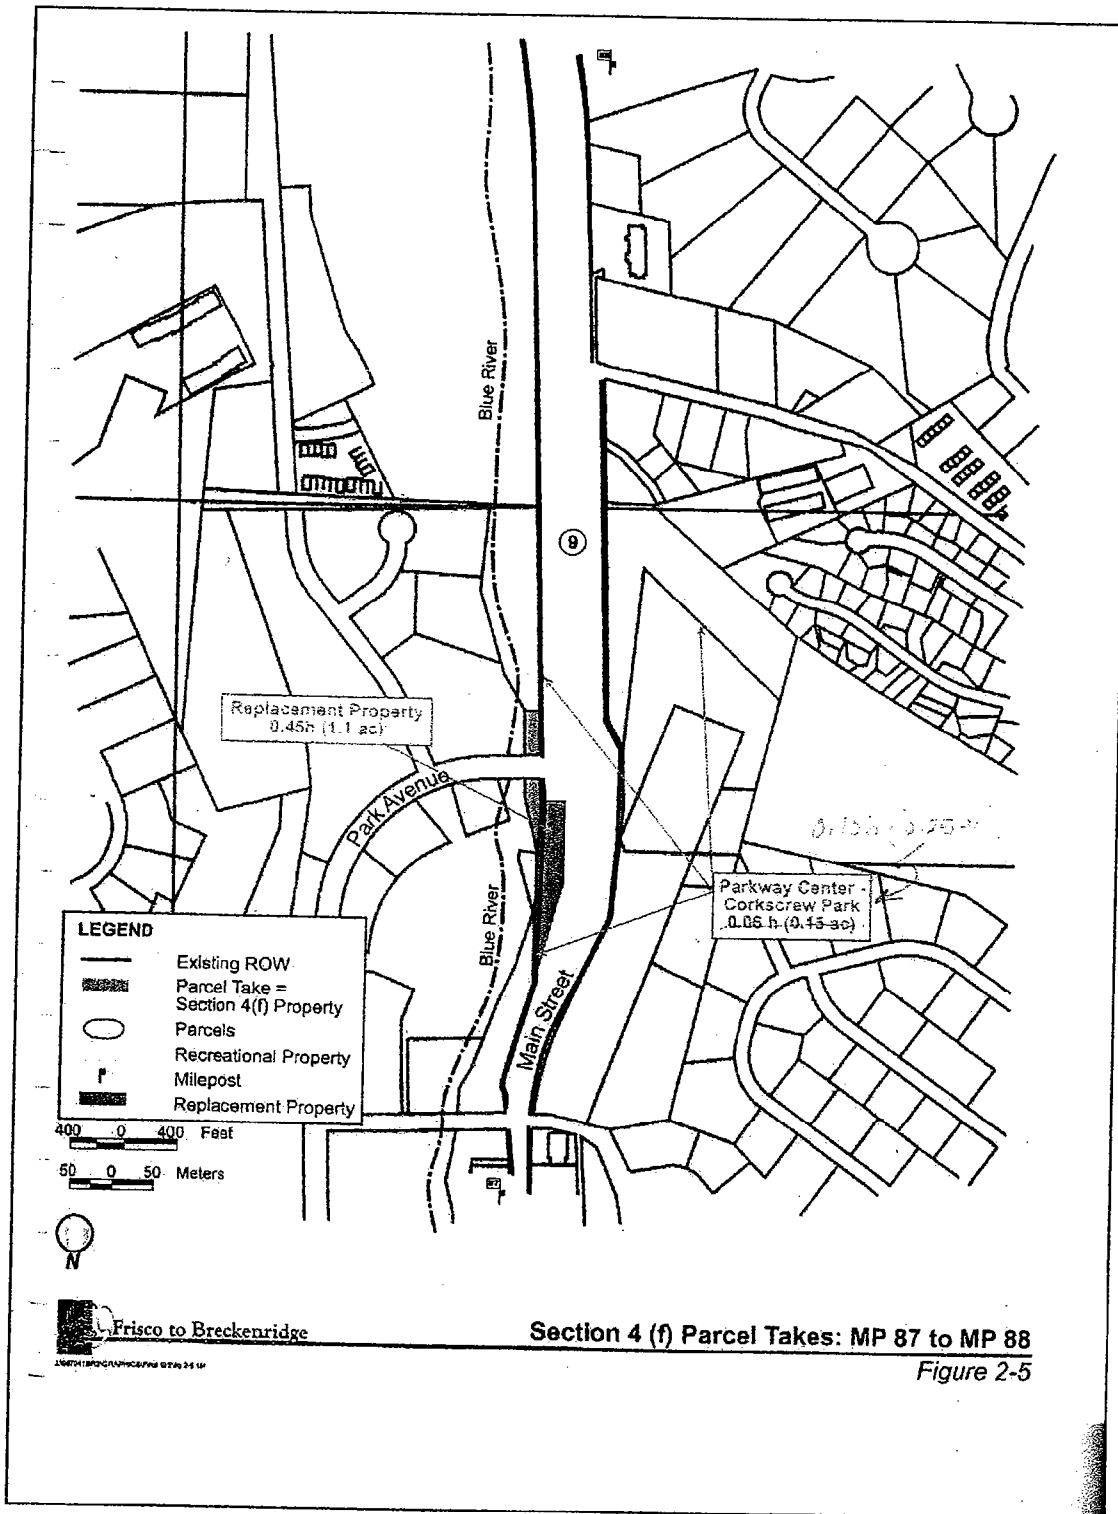 88
Blue River
9
Replacement Property
0.45h (1.1 ac)
Park Avenue
Parkway Center -
Corkscrew Park
0.06 h (0.15 ac)
Blue River
Main Street
LEGEND
Existing ROW
Parcel Take =
Section 4(f) Property
Parcels
Recreational Property
Milepost
Replacement Property
400 0 400 Feet
50 0 50 Meters
87
N
Frisco to Breckenridge
Section 4 (f) Parcel Takes: MP 87 to MP 88
Figure 2-5